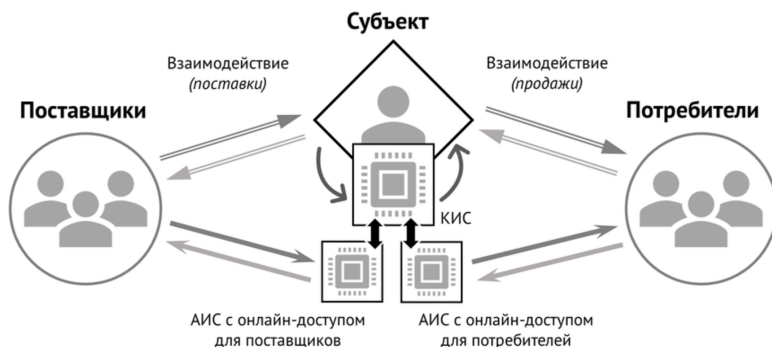 Субъект
Взаимодействие
(поставки)
Взаимодействие
(продажи)
Поставщики
Потребители
КИС
АИС с онлайн-доступом
для поставщиков
АИС с онлайн-доступом
для потребителей